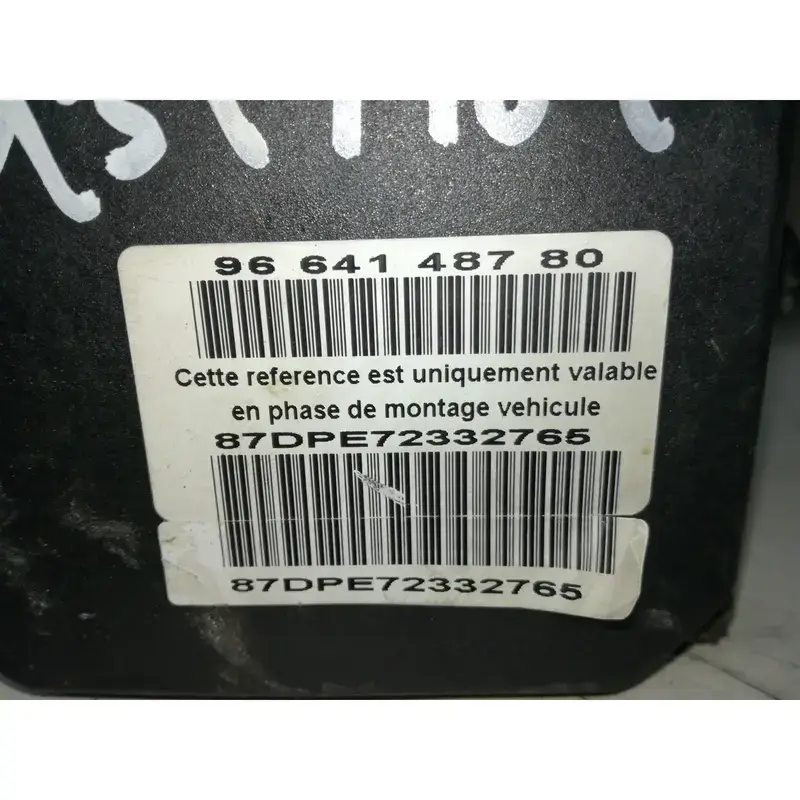 96 641 487 80
Cette reference est uniquement valable
en phase de montage vehicule
87DPE72332765
87DPE72332765